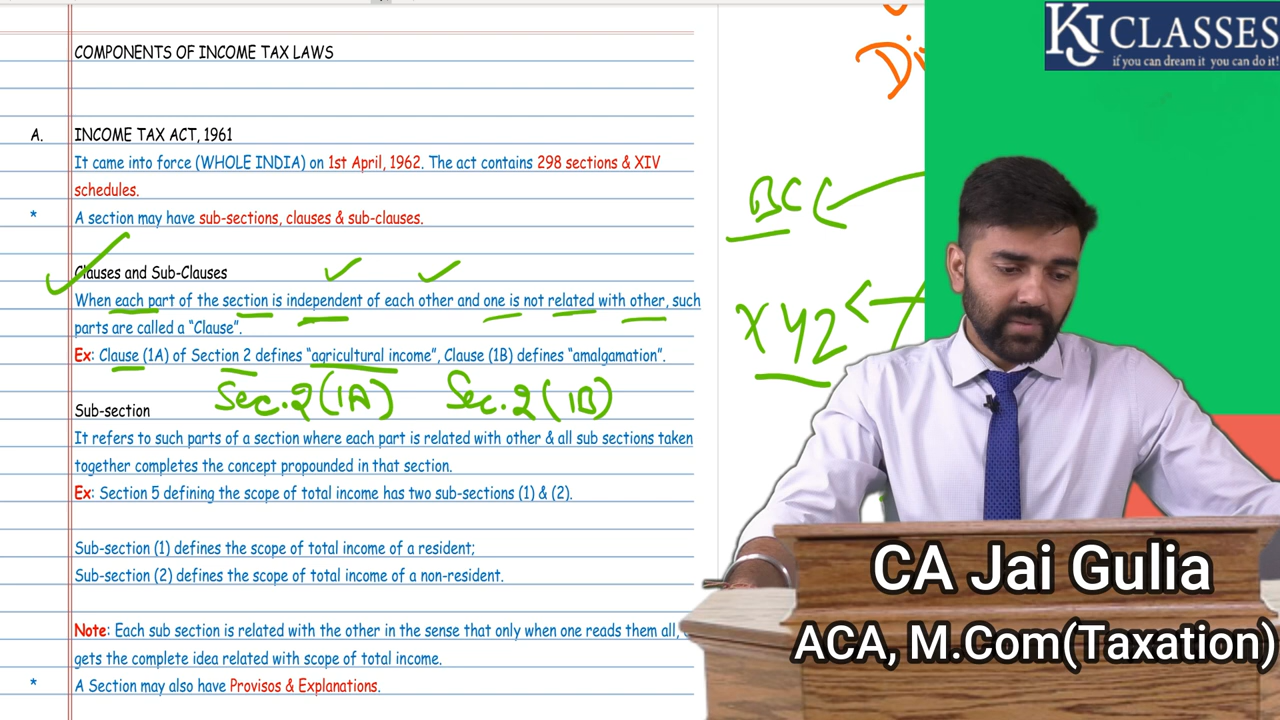 COMPONENTS OF INCOME TAX LAWS
A. INCOME TAX ACT, 1961
It came into force (WHOLE INDIA) on 1st April, 1962. The act contains 298 sections & XIV
schedules.
* A section may have sub-sections, clauses & sub-clauses.
Clauses and Sub-Clauses
When each part of the section is independent of each other and one is not related with other, such
parts are called a “Clause”.
Ex: Clause (1A) of Section 2 defines “agricultural income”, Clause (1B) defines “amalgamation”.
Sec. 2 (1A) Sec. 2 (1B)
Sub-section
It refers to such parts of a section where each part is related with other & all sub sections taken
together completes the concept propounded in that section.
Ex: Section 5 defining the scope of total income has two sub-sections (1) & (2).
Sub-section (1) defines the scope of total income of a resident;
Sub-section (2) defines the scope of total income of a non-resident.
Note: Each sub section is related with the other in the sense that only when one reads them all,
gets the complete idea related with scope of total income.
* A Section may also have Provisos & Explanations.
Di
XYZ
KJ CLASSES
if you can dream it you can do it!
CA Jai Gulia
ACA, M.Com(Taxation)